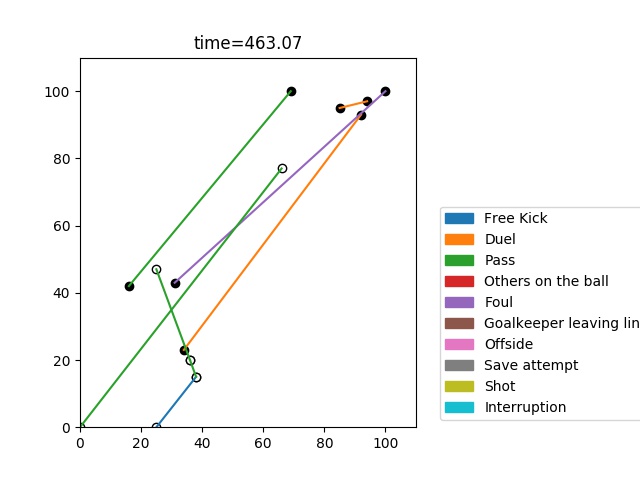 time=463.07
100
80
60
40
20
0
0 20 40 60 80 100
Free Kick
Duel
Pass
Others on the ball
Foul
Goalkeeper leaving lin
Offside
Save attempt
Shot
Interruption